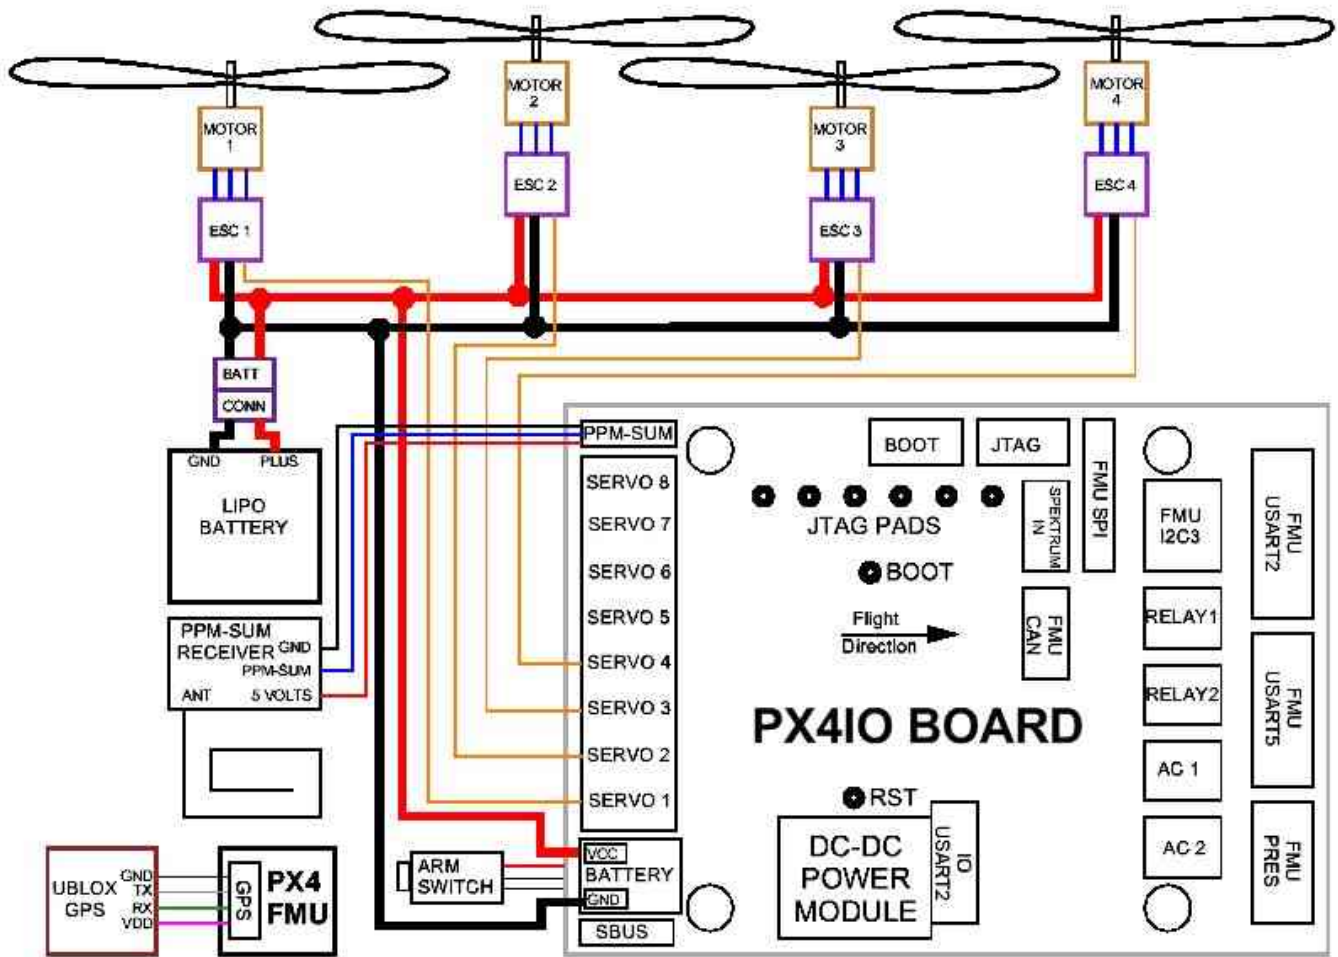 MOTOR
1
MOTOR
2
MOTOR
3
MOTOR
4
ESC 1
ESC 2
ESC 3
ESC 4
BATT
CONN
GND PLUS
LIPO
BATTERY
PPM-SUM
RECEIVER
GND
PPM-SUM
ANT 5 VOLTS
UBLOX
GPS
GND
TX
RX
VDD
GPS
PX4
FMU
ARM
SWITCH
PPM-SUM
SERVO 8
SERVO 7
SERVO 6
SERVO 5
SERVO 4
SERVO 3
SERVO 2
SERVO 1
VCC
BATTERY
GND
SBUS
BOOT
JTAG
JTAG PADS
BOOT
Flight
Direction
SPEKTRUM
IN
FMU SPI
FMU
CAN
PX4IO BOARD
RST
DC-DC
POWER
MODULE
IO
USART2
FMU
I2C3
RELAY1
RELAY2
AC 1
AC 2
FMU
USART2
FMU
USART5
FMU
PRES